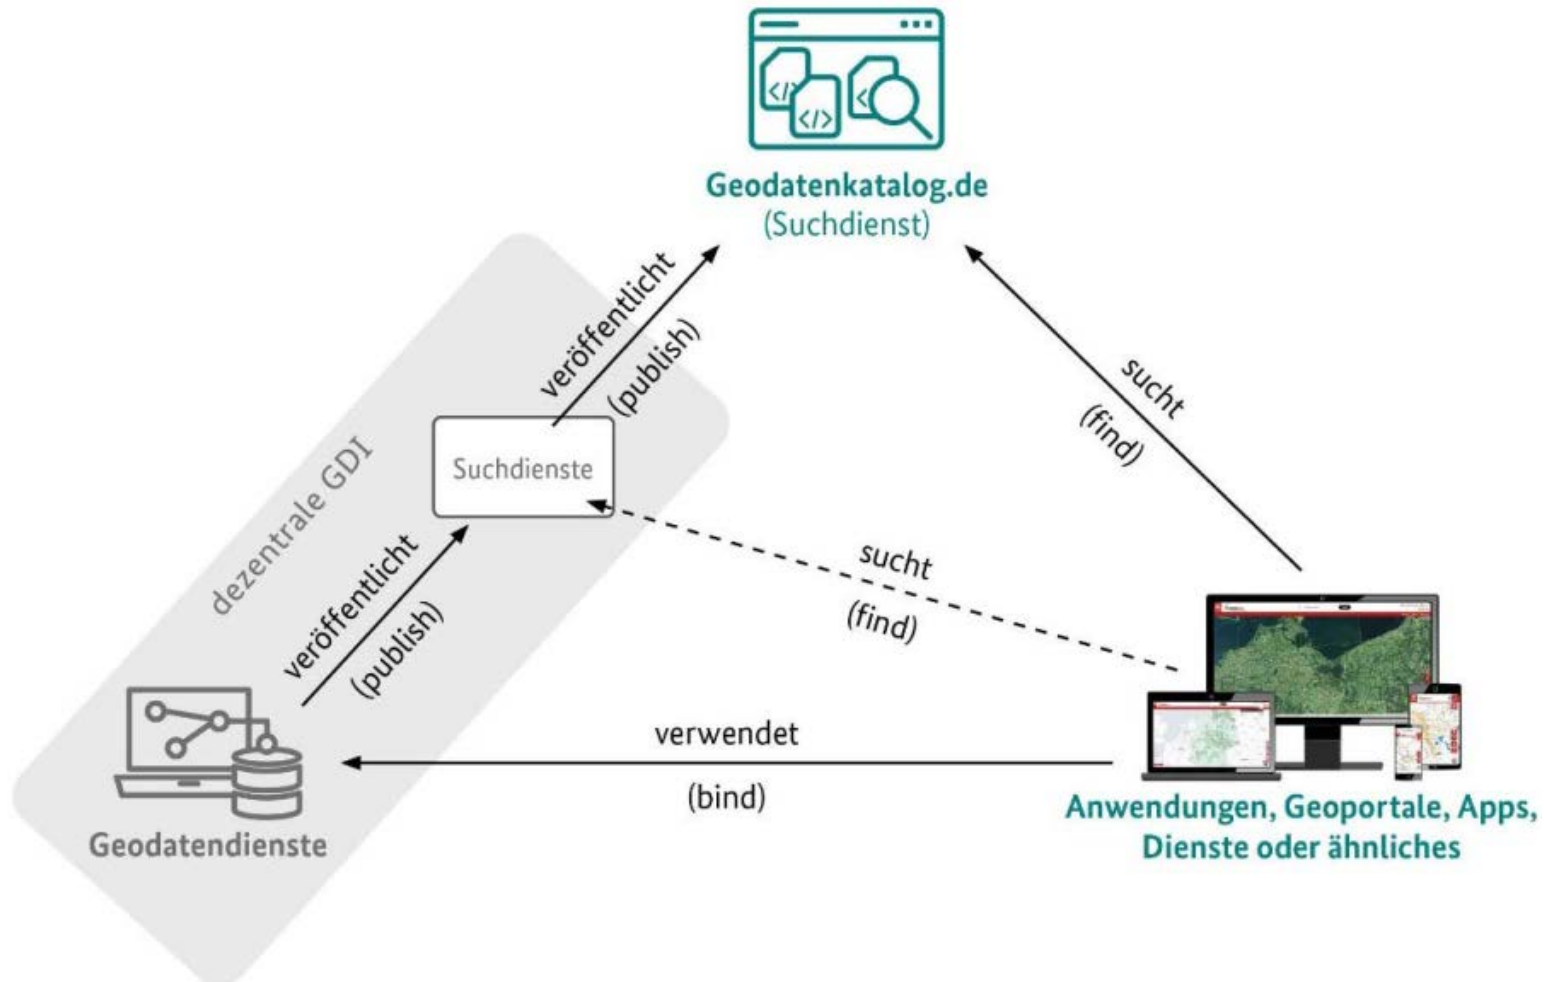 </>
</>
Geodatenkatalog.de
(Suchdienst)
veröffentlicht
(publish)
sucht
(find)
dezentrale GDI
Suchdienste
veröffentlicht
(publish)
sucht
(find)
verwendet
(bind)
Geodatendienste
Anwendungen, Geoportale, Apps,
Dienste oder ähnliches